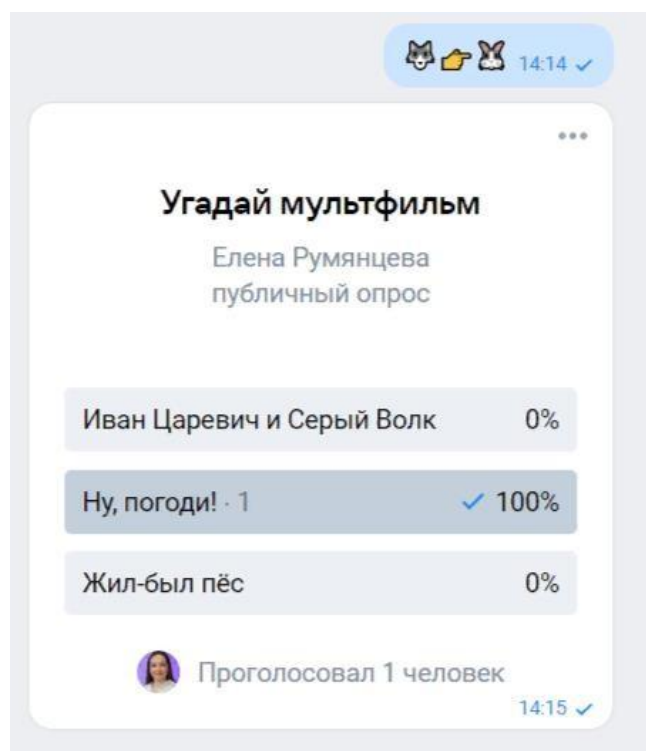 🐺👉🐰 14:14
Угадай мультфильм
Елена Румянцева
публичный опрос
Иван Царевич и Серый Волк 0%
Ну, погоди! · 1 100%
Жил-был пёс 0%
Проголосовал 1 человек
14:15